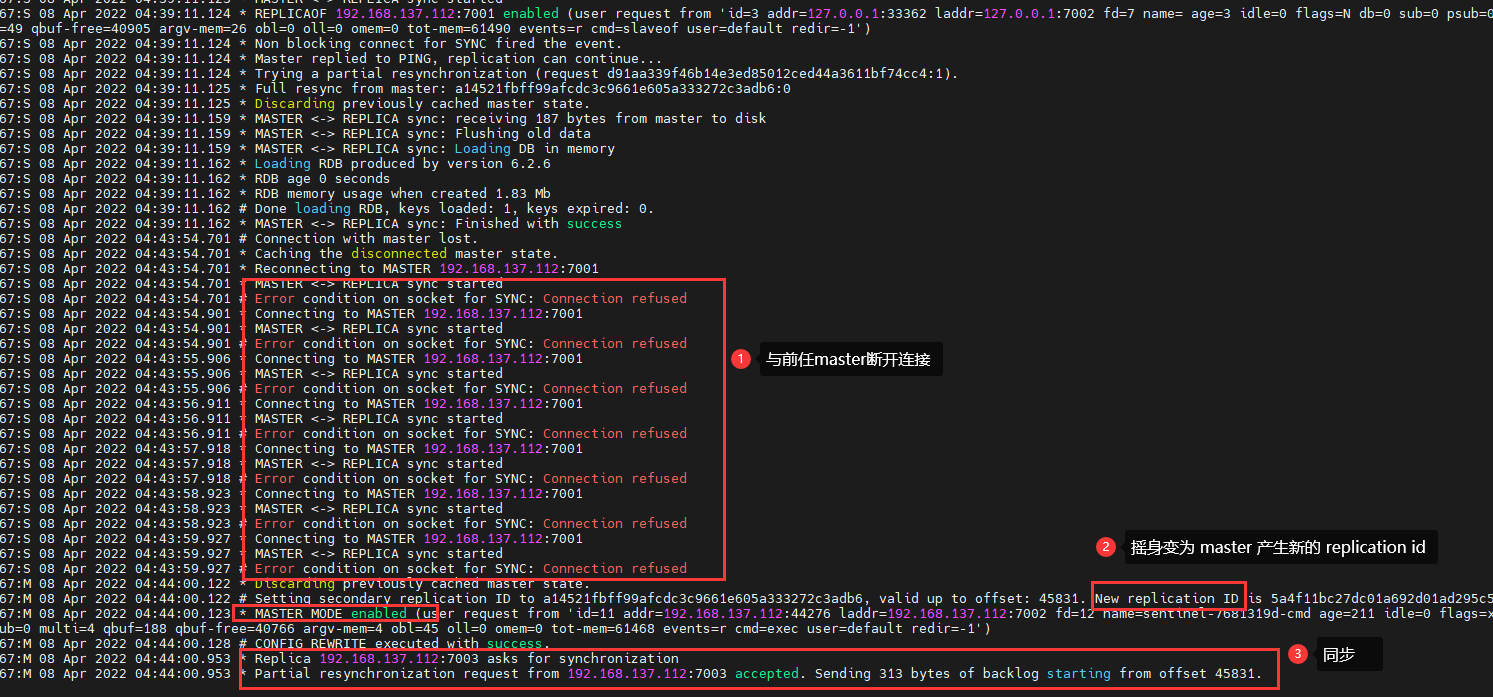 67:S 08 Apr 2022 04:39:11.124 * REPLICAOF 192.168.137.112:7001 enabled (user request from 'id=3 addr=127.0.0.1:33362 laddr=127.0.0.1:7002 fd=7 name= age=3 idle=0 flags=N db=0 sub=0 psub=0
=49 qbuf-free=40905 argv-mem=26 obl=0 oll=0 omem=0 tot-mem=61490 events=r cmd=slaveof user=default redir=-1')
67:S 08 Apr 2022 04:39:11.124 * Non blocking connect for SYNC fired the event.
67:S 08 Apr 2022 04:39:11.124 * Master replied to PING, replication can continue...
67:S 08 Apr 2022 04:39:11.124 * Trying a partial resynchronization (request d91aa339f46b14e3ed85012ced44a3611bf74cc4:1).
67:S 08 Apr 2022 04:39:11.125 * Full resync from master: a14521fbff99afcdc3c9661e605a333272c3adb6:0
67:S 08 Apr 2022 04:39:11.125 * Discarding previously cached master state.
67:S 08 Apr 2022 04:39:11.159 * MASTER <-> REPLICA sync: receiving 187 bytes from master to disk
67:S 08 Apr 2022 04:39:11.159 * MASTER <-> REPLICA sync: Flushing old data
67:S 08 Apr 2022 04:39:11.159 * MASTER <-> REPLICA sync: Loading DB in memory
67:S 08 Apr 2022 04:39:11.162 * Loading RDB produced by version 6.2.6
67:S 08 Apr 2022 04:39:11.162 * RDB age 0 seconds
67:S 08 Apr 2022 04:39:11.162 * RDB memory usage when created 1.83 Mb
67:S 08 Apr 2022 04:39:11.162 # Done loading RDB, keys loaded: 1, keys expired: 0.
67:S 08 Apr 2022 04:39:11.162 * MASTER <-> REPLICA sync: Finished with success
67:S 08 Apr 2022 04:43:54.701 # Connection with master lost.
67:S 08 Apr 2022 04:43:54.701 * Caching the disconnected master state.
67:S 08 Apr 2022 04:43:54.701 * Reconnecting to MASTER 192.168.137.112:7001
67:S 08 Apr 2022 04:43:54.701 * MASTER <-> REPLICA sync started
67:S 08 Apr 2022 04:43:54.701 # Error condition on socket for SYNC: Connection refused
67:S 08 Apr 2022 04:43:54.901 * Connecting to MASTER 192.168.137.112:7001
67:S 08 Apr 2022 04:43:54.901 * MASTER <-> REPLICA sync started
67:S 08 Apr 2022 04:43:54.901 # Error condition on socket for SYNC: Connection refused
67:S 08 Apr 2022 04:43:55.906 * Connecting to MASTER 192.168.137.112:7001
① 与前任master断开连接
67:S 08 Apr 2022 04:43:55.906 * MASTER <-> REPLICA sync started
67:S 08 Apr 2022 04:43:55.906 # Error condition on socket for SYNC: Connection refused
67:S 08 Apr 2022 04:43:56.911 * Connecting to MASTER 192.168.137.112:7001
67:S 08 Apr 2022 04:43:56.911 * MASTER <-> REPLICA sync started
67:S 08 Apr 2022 04:43:56.911 # Error condition on socket for SYNC: Connection refused
67:S 08 Apr 2022 04:43:57.918 * Connecting to MASTER 192.168.137.112:7001
67:S 08 Apr 2022 04:43:57.918 * MASTER <-> REPLICA sync started
67:S 08 Apr 2022 04:43:57.918 # Error condition on socket for SYNC: Connection refused
67:S 08 Apr 2022 04:43:58.923 * Connecting to MASTER 192.168.137.112:7001
67:S 08 Apr 2022 04:43:58.923 * MASTER <-> REPLICA sync started
67:S 08 Apr 2022 04:43:58.923 # Error condition on socket for SYNC: Connection refused
67:S 08 Apr 2022 04:43:59.927 * Connecting to MASTER 192.168.137.112:7001
② 摇身变为 master 产生新的 replication id
67:S 08 Apr 2022 04:43:59.927 * MASTER <-> REPLICA sync started
67:S 08 Apr 2022 04:43:59.927 # Error condition on socket for SYNC: Connection refused
67:M 08 Apr 2022 04:44:00.122 * Discarding previously cached master state.
67:M 08 Apr 2022 04:44:00.122 # Setting secondary replication ID to a14521fbff99afcdc3c9661e605a333272c3adb6, valid up to offset: 45831. New replication ID is 5a4f11bc27dc01a692d01ad295c5
67:M 08 Apr 2022 04:44:00.123 * MASTER MODE enabled (user request from 'id=11 addr=192.168.137.112:44276 laddr=192.168.137.112:7002 fd=12 name=sentinel-7681319d-cmd age=211 idle=0 flags=x
ub=0 multi=4 qbuf=188 qbuf-free=40766 argv-mem=4 obl=45 oll=0 omem=0 tot-mem=61468 events=r cmd=exec user=default redir=-1')
67:M 08 Apr 2022 04:44:00.128 # CONFIG REWRITE executed with success.
67:M 08 Apr 2022 04:44:00.953 * Replica 192.168.137.112:7003 asks for synchronization
③ 同步
67:M 08 Apr 2022 04:44:00.953 * Partial resynchronization request from 192.168.137.112:7003 accepted. Sending 313 bytes of backlog starting from offset 45831.